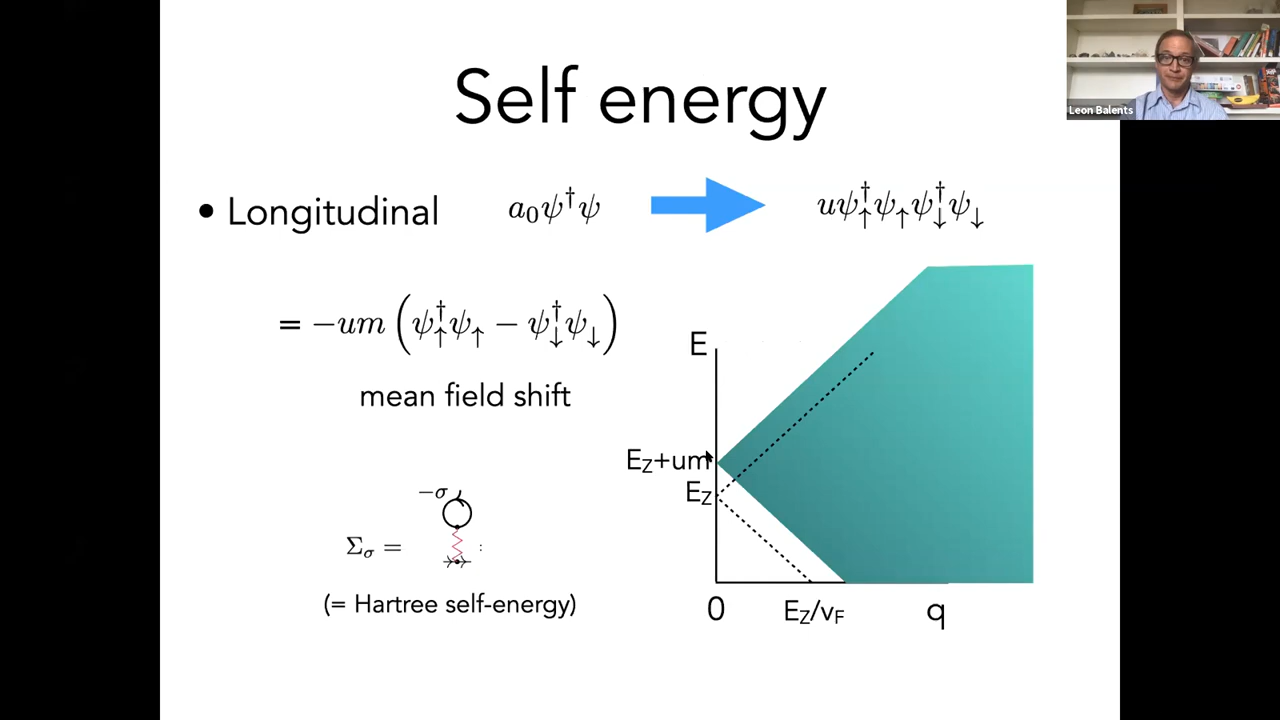 Self energy
Leon Balents
• Longitudinal a₀ψ†ψ uψ↑†ψ↑ψ↓†ψ↓
= −um (ψ↑†ψ↑ − ψ↓†ψ↓)
mean field shift
E
E_Z+um
E_Z
−σ
Σ_σ = :
(= Hartree self-energy)
0 E_Z/v_F q